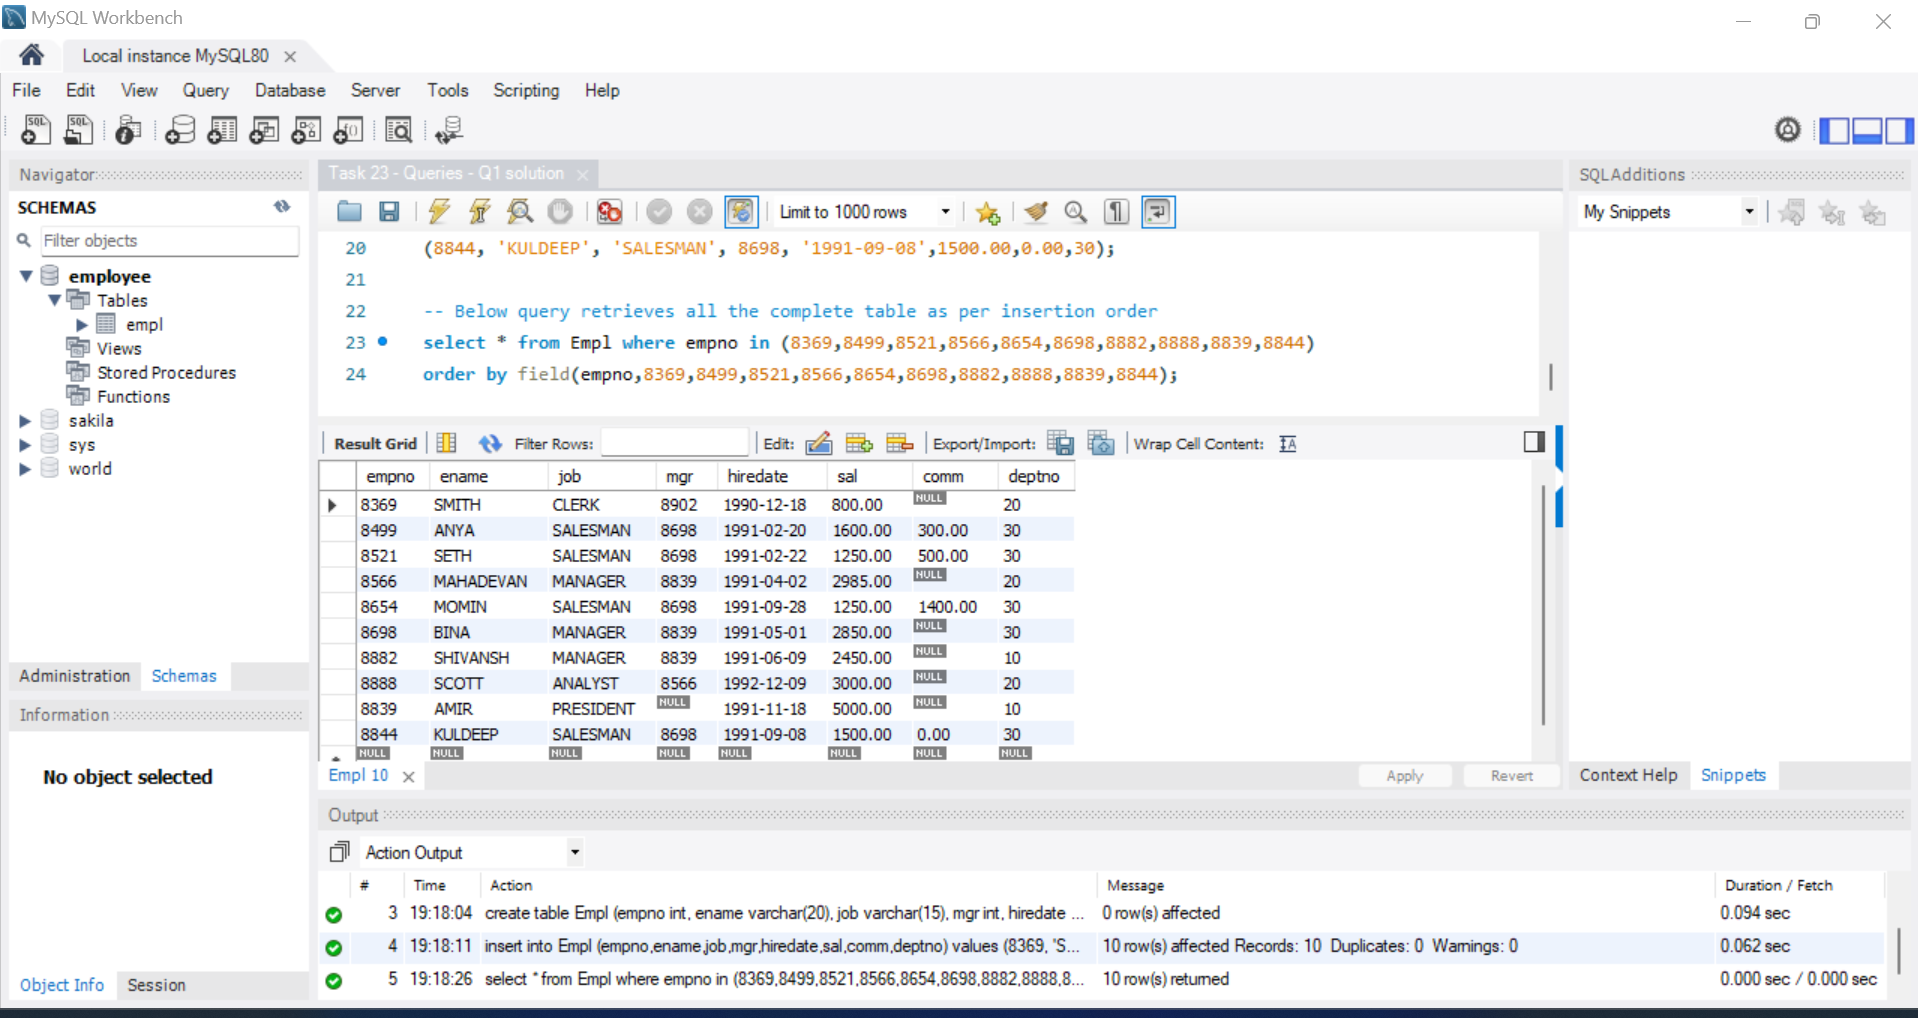 MySQL Workbench
Local instance MySQL80
File Edit View Query Database Server Tools Scripting Help
Navigator
SCHEMAS
Filter objects
employee
Tables
empl
Views
Stored Procedures
Functions
sakila
sys
world
Administration Schemas
Information
No object selected
Object Info Session
Task 23 - Queries - Q1 solution
Limit to 1000 rows
20 (8844, 'KULDEEP', 'SALESMAN', 8698, '1991-09-08',1500.00,0.00,30);
21
22 -- Below query retrieves all the complete table as per insertion order
23 select * from Empl where empno in (8369,8499,8521,8566,8654,8698,8882,8888,8839,8844)
24 order by field(empno,8369,8499,8521,8566,8654,8698,8882,8888,8839,8844);
Result Grid Filter Rows: Edit: Export/Import: Wrap Cell Content:
empno ename job mgr hiredate sal comm deptno
8369 SMITH CLERK 8902 1990-12-18 800.00 NULL 20
8499 ANYA SALESMAN 8698 1991-02-20 1600.00 300.00 30
8521 SETH SALESMAN 8698 1991-02-22 1250.00 500.00 30
8566 MAHADEVAN MANAGER 8839 1991-04-02 2985.00 NULL 20
8654 MOMIN SALESMAN 8698 1991-09-28 1250.00 1400.00 30
8698 BINA MANAGER 8839 1991-05-01 2850.00 NULL 30
8882 SHIVANSH MANAGER 8839 1991-06-09 2450.00 NULL 10
8888 SCOTT ANALYST 8566 1992-12-09 3000.00 NULL 20
8839 AMIR PRESIDENT NULL 1991-11-18 5000.00 NULL 10
8844 KULDEEP SALESMAN 8698 1991-09-08 1500.00 0.00 30
NULL NULL NULL NULL NULL NULL NULL NULL
Empl 10 Apply Revert
Output
Action Output
# Time Action Message Duration / Fetch
3 19:18:04 create table Empl (empno int, ename varchar(20), job varchar(15), mgr int, hiredate ... 0 row(s) affected 0.094 sec
4 19:18:11 insert into Empl (empno,ename,job,mgr,hiredate,sal,comm,deptno) values (8369, 'S... 10 row(s) affected Records: 10 Duplicates: 0 Warnings: 0 0.062 sec
5 19:18:26 select * from Empl where empno in (8369,8499,8521,8566,8654,8698,8882,8888,8... 10 row(s) returned 0.000 sec / 0.000 sec
SQLAdditions
My Snippets
Context Help Snippets